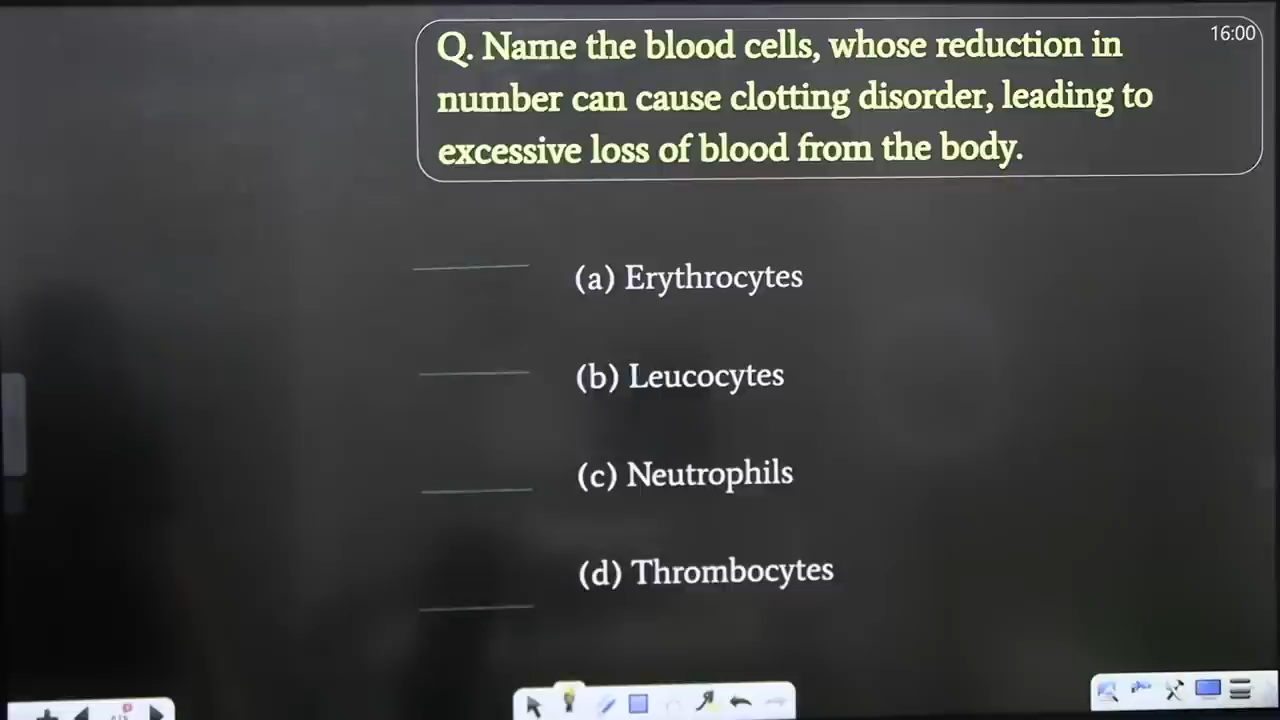 16:00
Q. Name the blood cells, whose reduction in
number can cause clotting disorder, leading to
excessive loss of blood from the body.
(a) Erythrocytes
(b) Leucocytes
(c) Neutrophils
(d) Thrombocytes